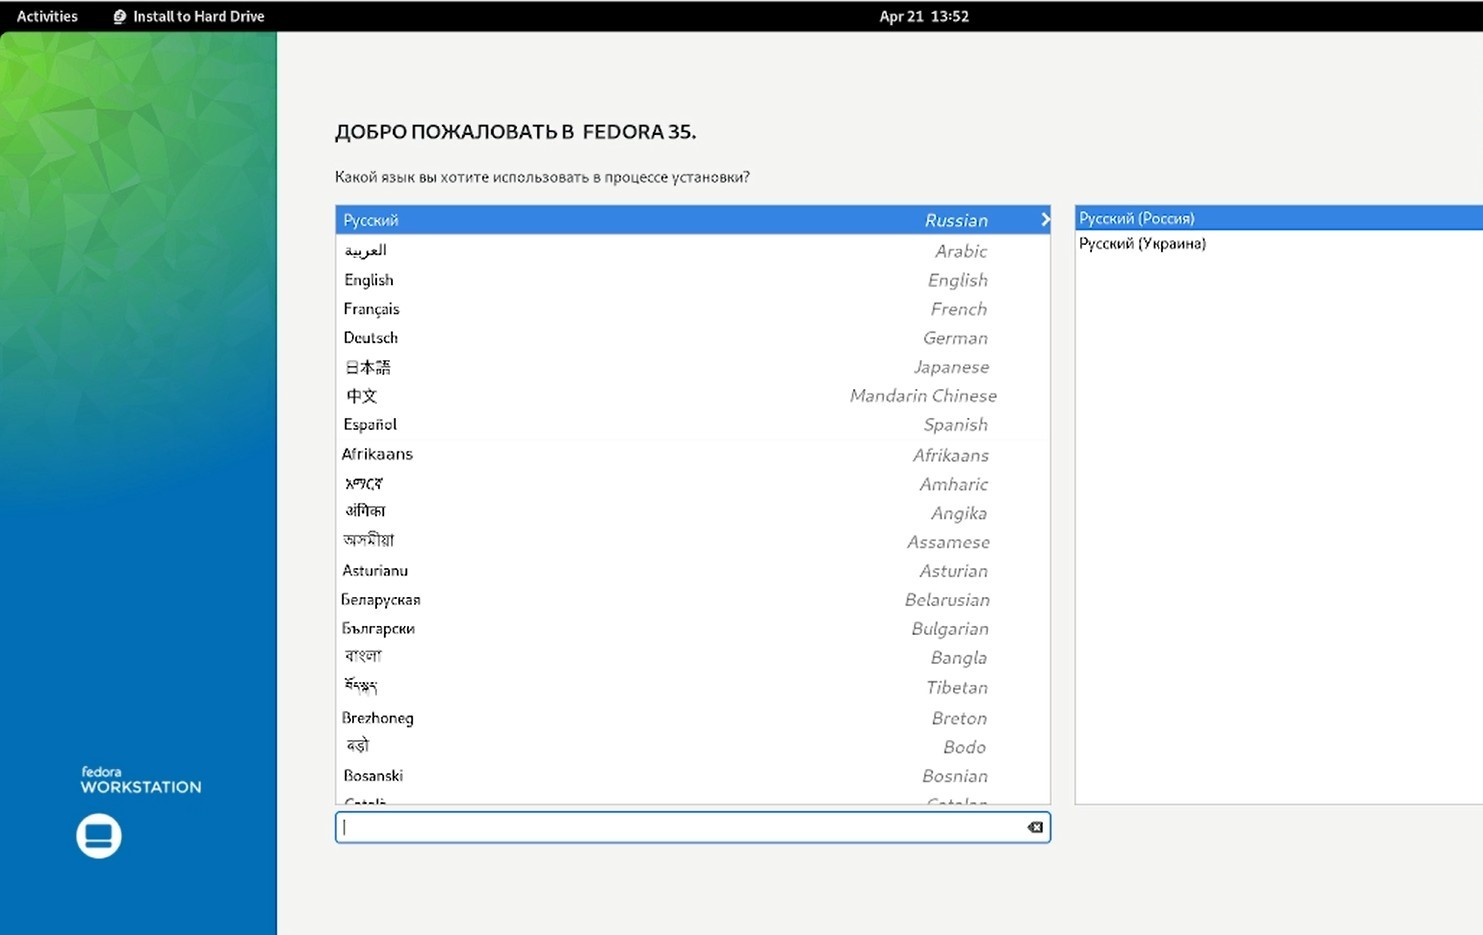 Activities Install to Hard Drive Apr 21 13:52
ДОБРО ПОЖАЛОВАТЬ В FEDORA 35.
Какой язык вы хотите использовать в процессе установки?
Русский Russian
العربية Arabic
English English
Français French
Deutsch German
日本語 Japanese
中文 Mandarin Chinese
Español Spanish
Afrikaans Afrikaans
አማርኛ Amharic
अंगिका Angika
অসমীয়া Assamese
Asturianu Asturian
Беларуская Belarusian
Български Bulgarian
বাংলা Bangla
བོད་སྐད་ Tibetan
Brezhoneg Breton
बड़ो Bodo
Bosanski Bosnian
Català Catalan
Русский (Россия)
Русский (Украина)
fedora
WORKSTATION